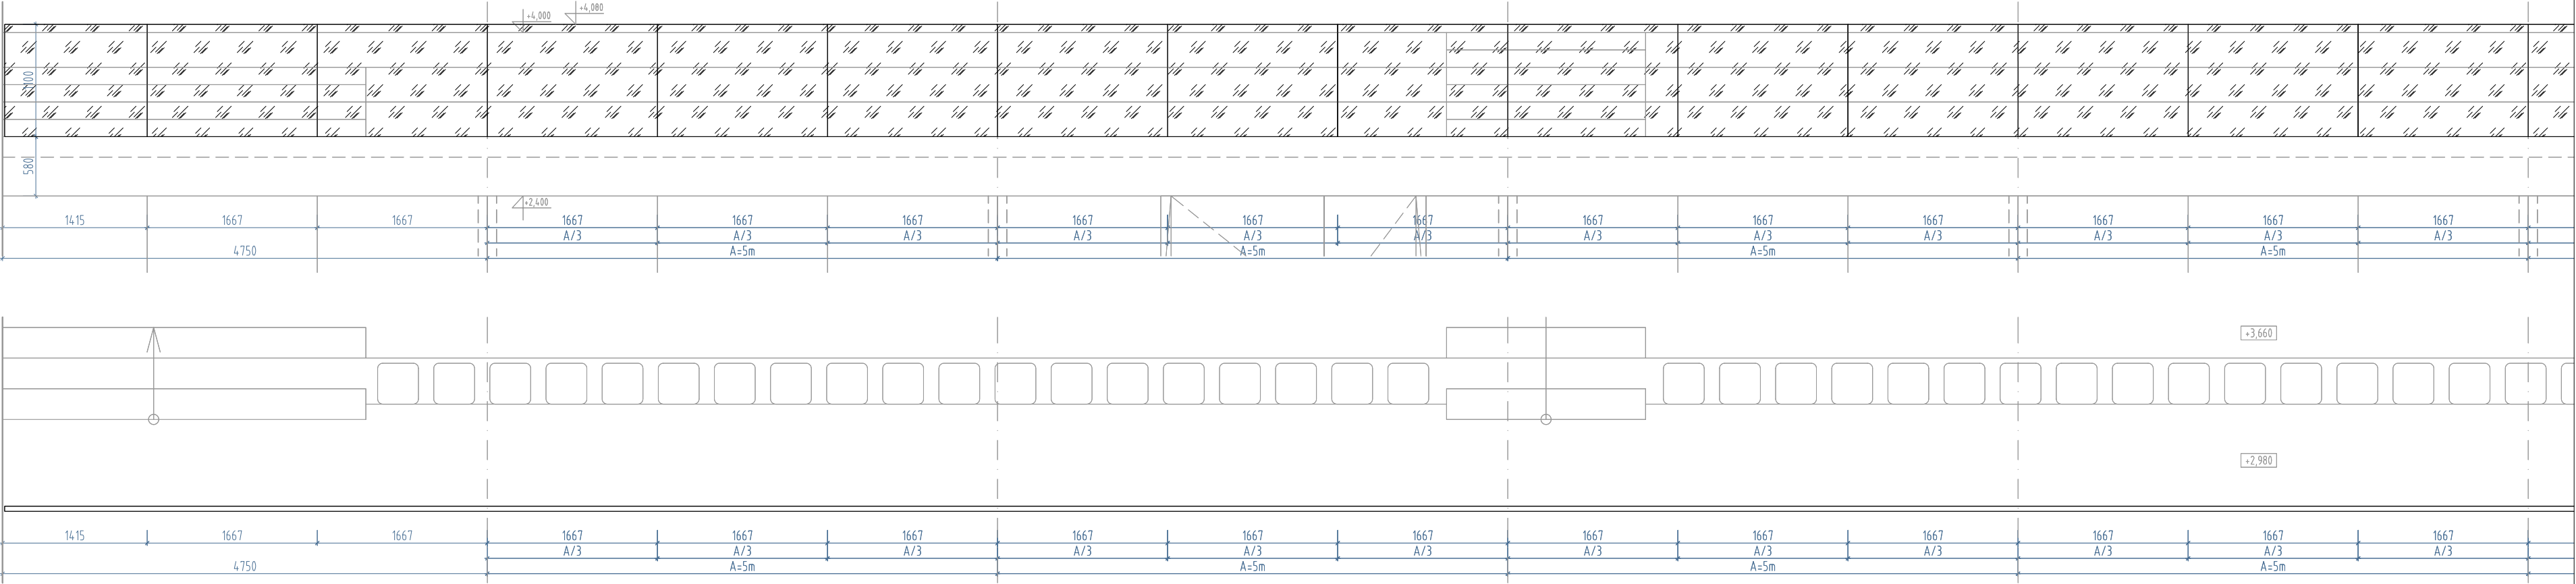 +4,080
+4,000
580
+2,400
1415 1667 1667 1667 1667 1667 1667 1667 1667 1667 1667 1667 1667 1667 1667
A/3 A/3 A/3 A/3 A/3 A/3 A/3 A/3 A/3 A/3 A/3 A/3
4750 A=5m A=5m A=5m A=5m
+3,660
+2,980
1415 1667 1667 1667 1667 1667 1667 1667 1667 1667 1667 1667 1667 1667 1667
A/3 A/3 A/3 A/3 A/3 A/3 A/3 A/3 A/3 A/3 A/3 A/3
4750 A=5m A=5m A=5m A=5m